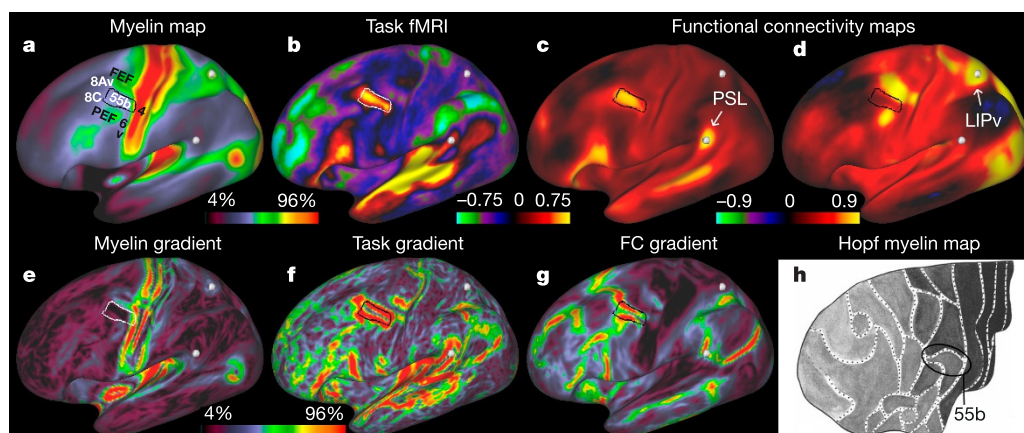 Myelin map
Task fMRI
Functional connectivity maps
a
b
c
d
FEF
8Av
8C
55b
4
PEF
6
v
PSL
LIPv
4%
96%
−0.75
0
0.75
−0.9
0
0.9
Myelin gradient
Task gradient
FC gradient
Hopf myelin map
e
f
g
h
4%
96%
55b